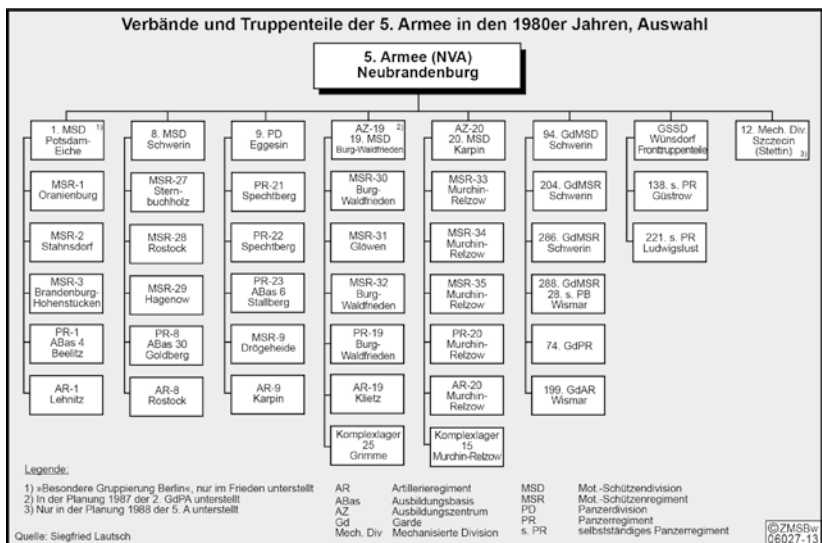 Verbände und Truppenteile der 5. Armee in den 1980er Jahren, Auswahl
5. Armee (NVA)
Neubrandenburg
1. MSD 1)
Potsdam-
Eiche
MSR-1
Oranienburg
MSR-2
Stahnsdorf
MSR-3
Brandenburg-
Hohenstücken
PR-1
ABas 4
Beelitz
AR-1
Lehnitz
8. MSD
Schwerin
MSR-27
Stern-
buchholz
MSR-28
Rostock
MSR-29
Hagenow
PR-8
ABas 30
Goldberg
AR-8
Rostock
9. PD
Eggesin
PR-21
Spechtberg
PR-22
Spechtberg
PR-23
ABas 6
Stallberg
MSR-9
Drögeheide
AR-9
Karpin
AZ-19 2)
19. MSD
Burg-Waldfrieden
MSR-30
Burg-
Waldfrieden
MSR-31
Glöwen
MSR-32
Burg-
Waldfrieden
PR-19
Burg-
Waldfrieden
AR-19
Klietz
Komplexlager
25
Grimme
AZ-20
20. MSD
Karpin
MSR-33
Murchin-
Relzow
MSR-34
Murchin-
Relzow
MSR-35
Murchin-
Relzow
PR-20
Murchin-
Relzow
AR-20
Murchin-
Relzow
Komplexlager
15
Murchin-Relzow
94. GdMSD
Schwerin
204. GdMSR
Schwerin
286. GdMSR
Schwerin
288. GdMSR
28. s. PB
Wismar
74. GdPR
199. GdAR
Wismar
GSSD
Wünsdorf
Fronttruppenteile
138. s. PR
Güstrow
221. s. PR
Ludwigslust
12. Mech. Div.
Szczecin
(Stettin) 3)
Legende:
1) »Besondere Gruppierung Berlin«, nur im Frieden unterstellt
2) In der Planung 1987 der 2. GdPA unterstellt
3) Nur in der Planung 1988 der 5. A unterstellt
AR Artillerieregiment
ABas Ausbildungsbasis
AZ Ausbildungszentrum
Gd Garde
Mech. Div Mechanisierte Division
MSD Mot.-Schützendivision
MSR Mot.-Schützenregiment
PD Panzerdivision
PR Panzerregiment
s. PR selbstständiges Panzerregiment
Quelle: Siegfried Lautsch
©ZMSBw
06027-13